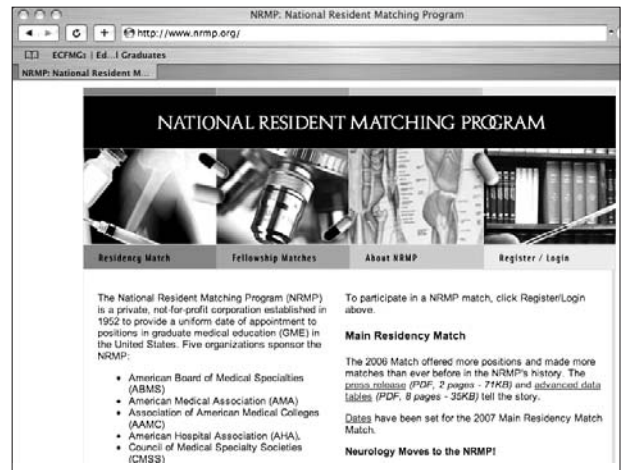 NRMP: National Resident Matching Program
http://www.nrmp.org/
ECFMG: | Ed...l Graduates
NRMP: National Resident M...
NATIONAL RESIDENT MATCHING PROGRAM
Residency Match
Fellowship Matches
About NRMP
Register / Login
The National Resident Matching Program (NRMP)
is a private, not-for-profit corporation established in
1952 to provide a uniform date of appointment to
positions in graduate medical education (GME) in
the United States. Five organizations sponsor the
NRMP:
• American Board of Medical Specialties
(ABMS)
• American Medical Association (AMA)
• Association of American Medical Colleges
(AAMC)
• American Hospital Association (AHA),
• Council of Medical Specialty Societies
(CMSS)
To participate in a NRMP match, click Register/Login
above.
Main Residency Match
The 2006 Match offered more positions and made more
matches than ever before in the NRMP's history. The
press release (PDF, 2 pages - 71KB) and advanced data
tables (PDF, 8 pages - 35KB) tell the story.
Dates have been set for the 2007 Main Residency Match
Match.
Neurology Moves to the NRMP!